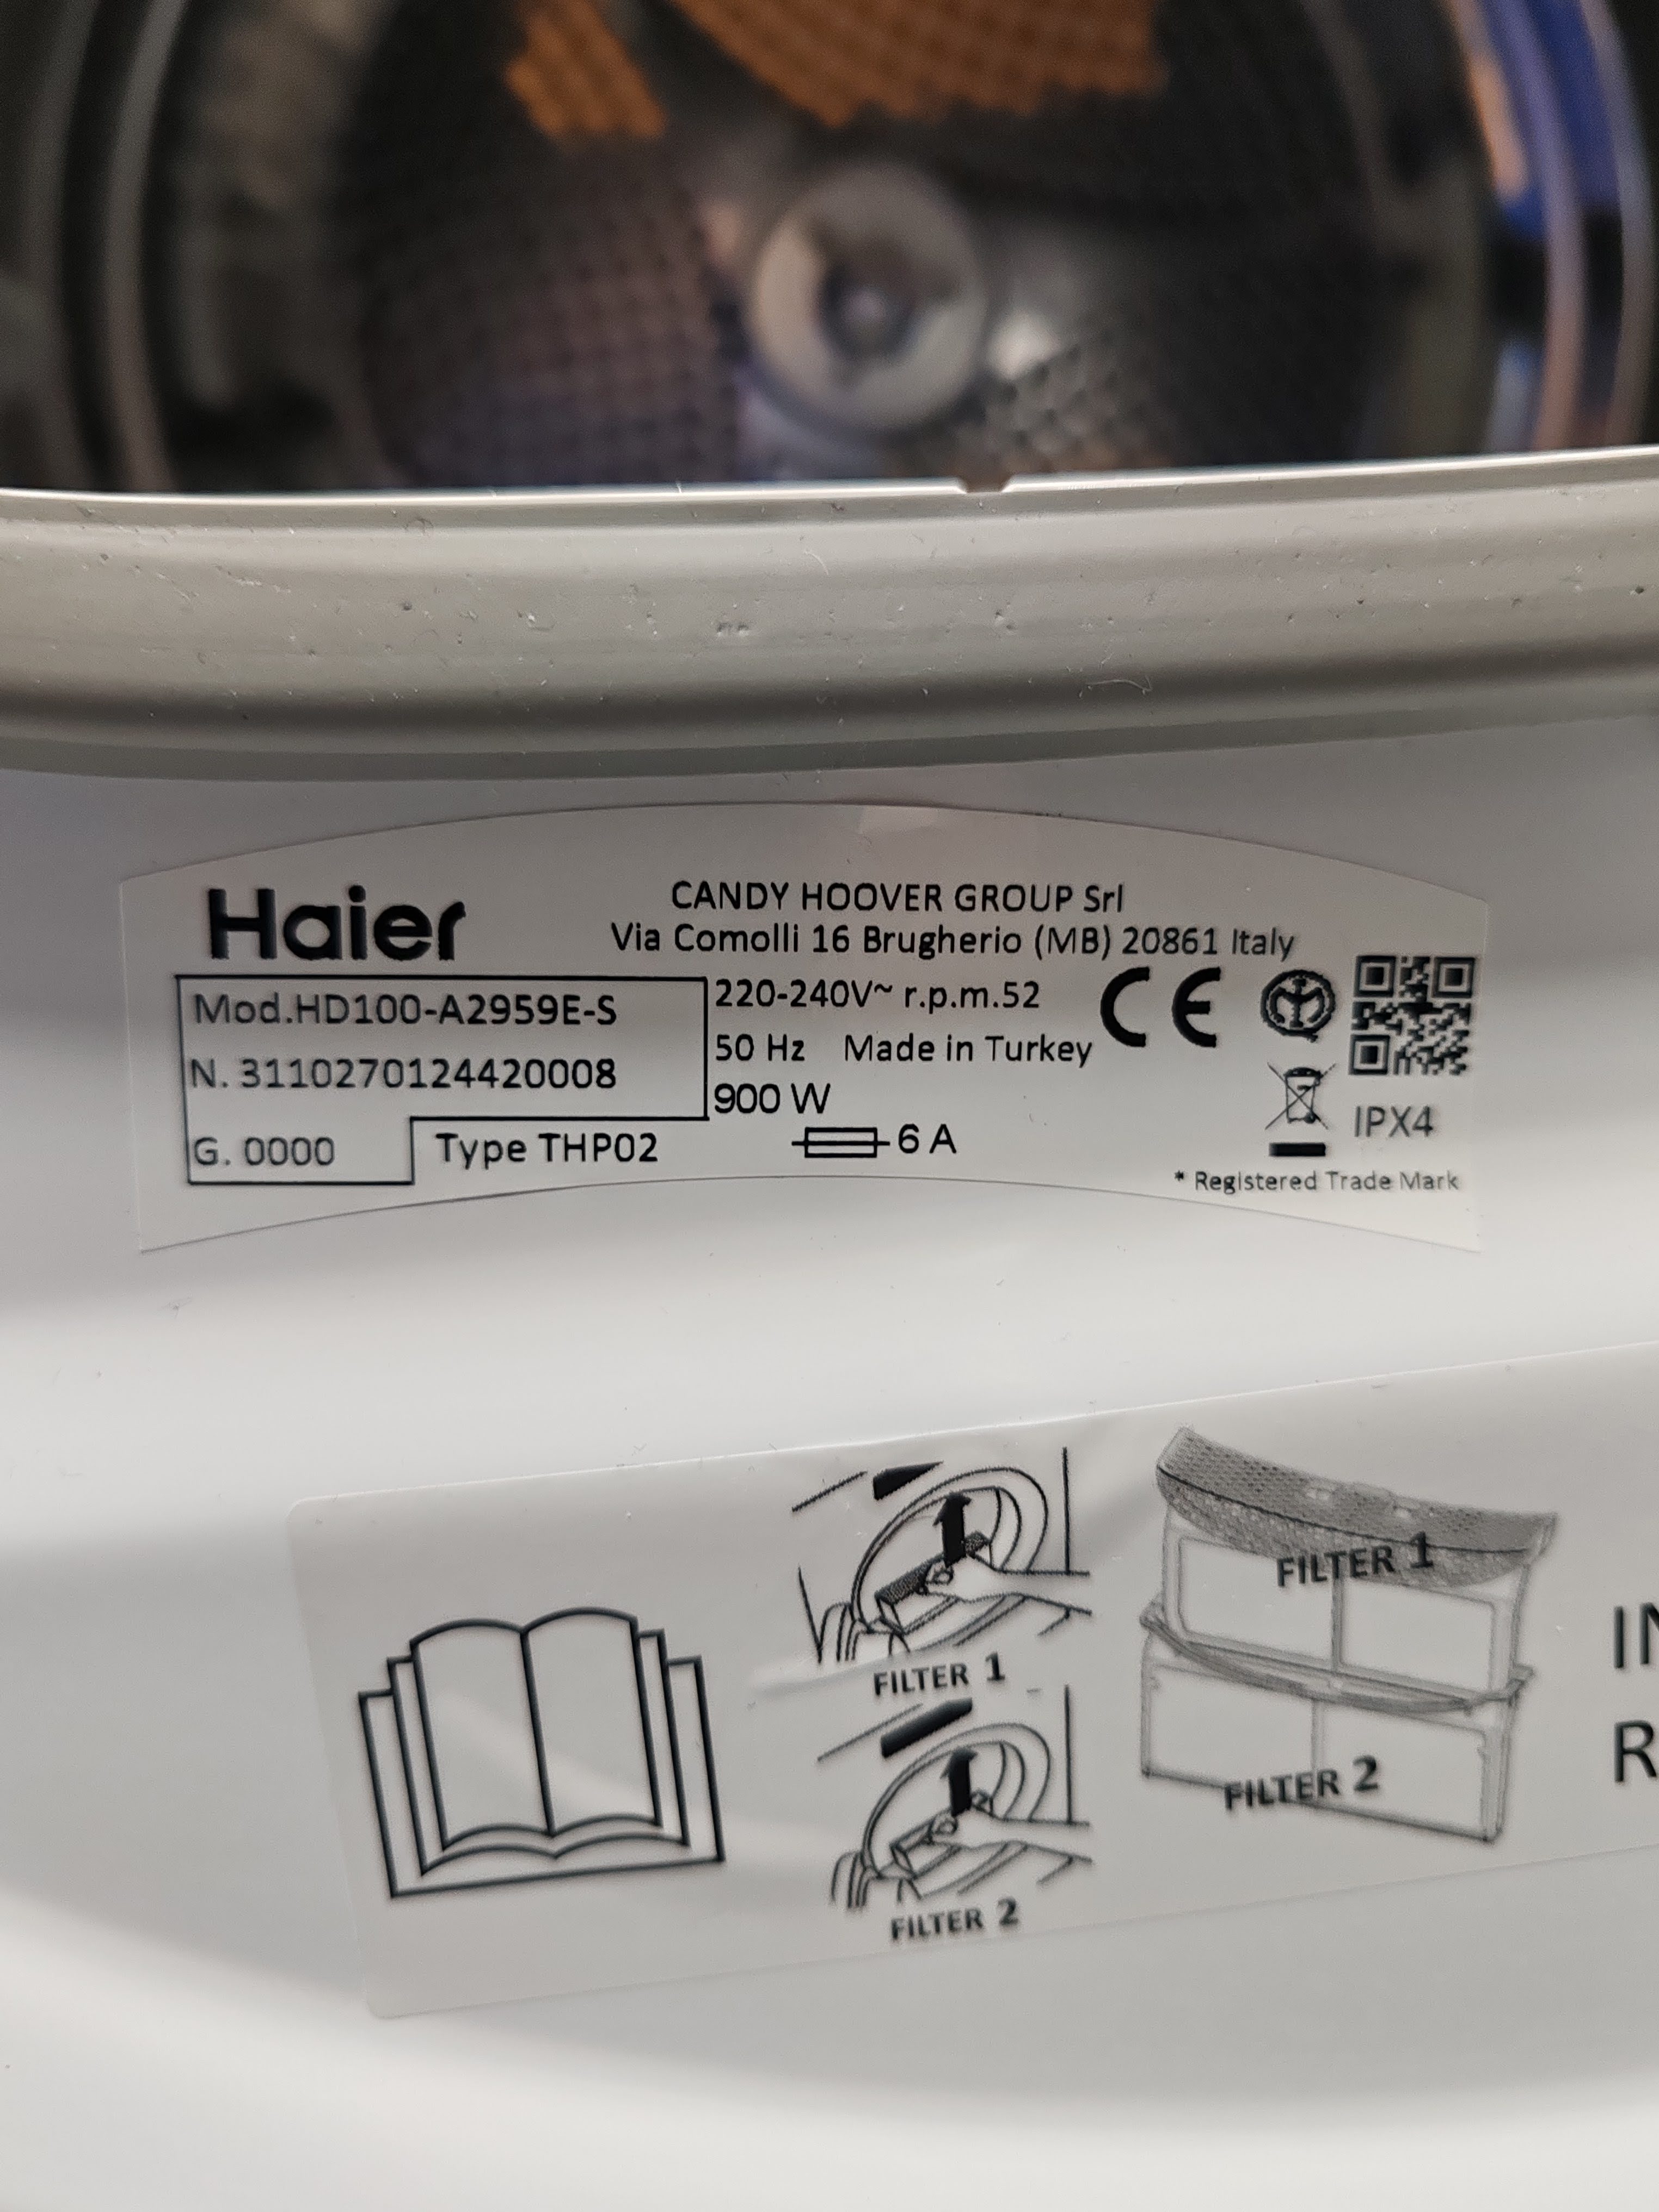 Haier
CANDY HOOVER GROUP Srl
Via Comolli 16 Brugherio (MB) 20861 Italy
Mod.HD100-A2959E-S
N. 3110270124420008
G. 0000
Type THP02
220-240V~ r.p.m.52
50 Hz Made in Turkey
900 W
6 A
CE
IPX4
* Registered Trade Mark
FILTER 1
FILTER 2
FILTER 1
FILTER 2